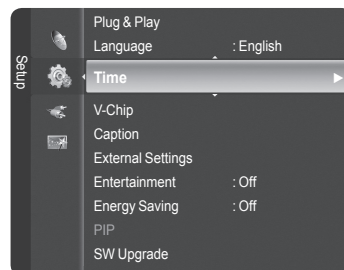 Setup
Plug & Play
Language : English
Time
V-Chip
Caption
External Settings
Entertainment : Off
Energy Saving : Off
PIP
SW Upgrade